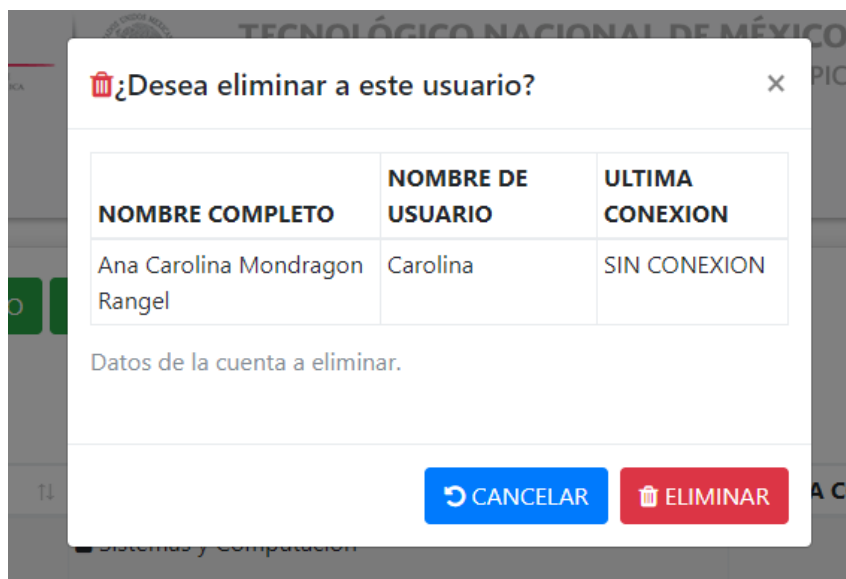 TECNOLÓGICO NACIONAL DE MÉXICO
¿Desea eliminar a este usuario?
×
NOMBRE COMPLETO
NOMBRE DE
USUARIO
ULTIMA
CONEXION
Ana Carolina Mondragon
Rangel
Carolina
SIN CONEXION
Datos de la cuenta a eliminar.
CANCELAR
ELIMINAR
Sistemas y Computación